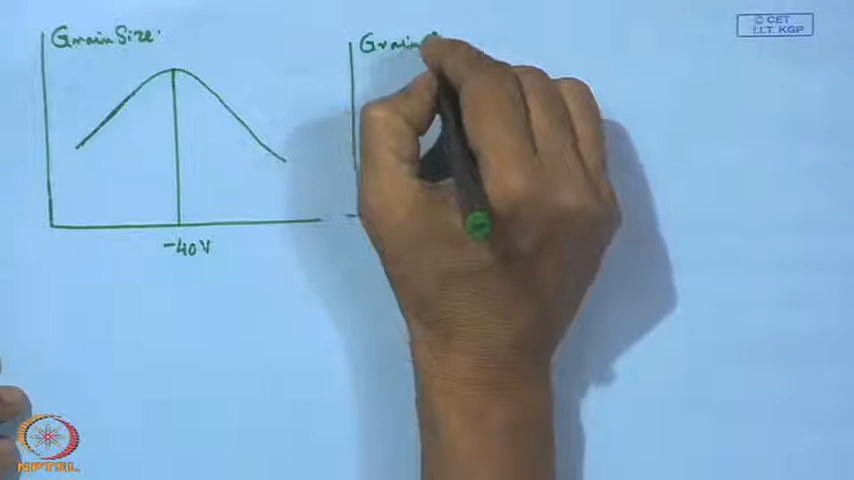 Grain Size
Grain
-40V
© CET
I.I.T. KGP
NPTEL